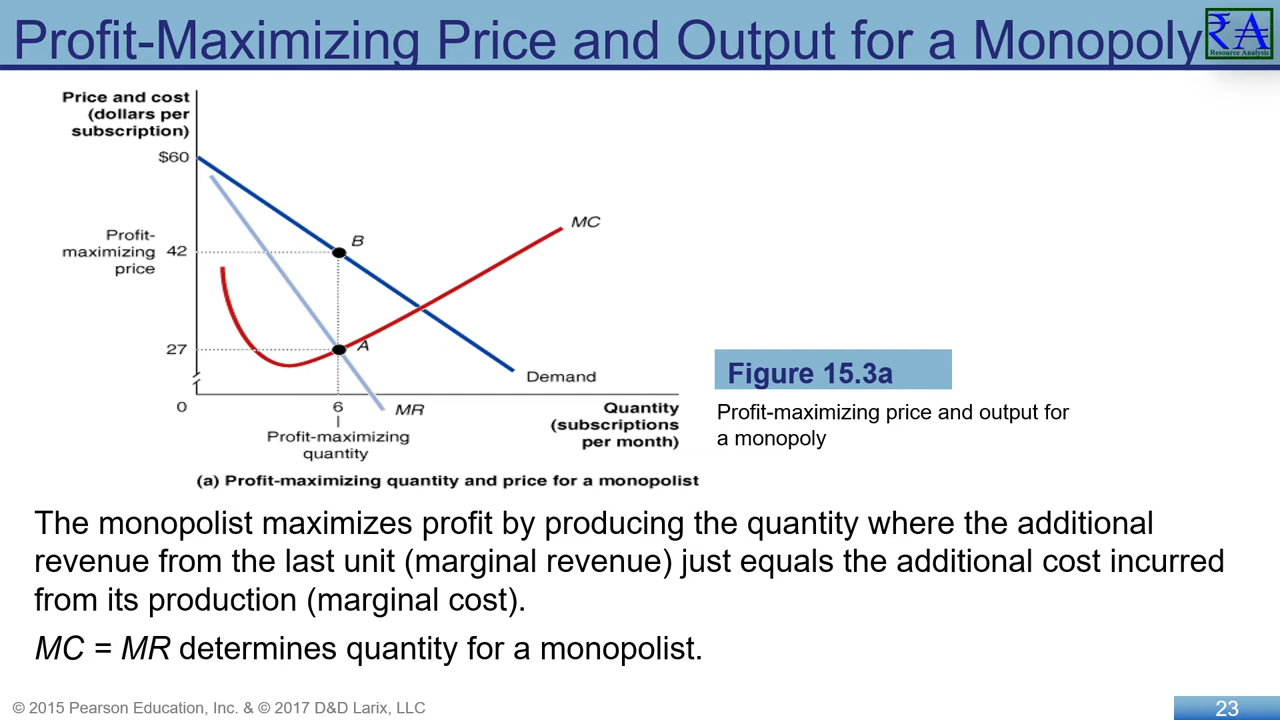 Profit-Maximizing Price and Output for a Monopoly
₹A
Resource Analysis
Price and cost
(dollars per
subscription)
$60
Profit-
maximizing
price
42
27
0
B
A
MC
Demand
MR
6
Profit-maximizing
quantity
Quantity
(subscriptions
per month)
(a) Profit-maximizing quantity and price for a monopolist
Figure 15.3a
Profit-maximizing price and output for
a monopoly
The monopolist maximizes profit by producing the quantity where the additional
revenue from the last unit (marginal revenue) just equals the additional cost incurred
from its production (marginal cost).
MC = MR determines quantity for a monopolist.
© 2015 Pearson Education, Inc. & © 2017 D&D Larix, LLC
23